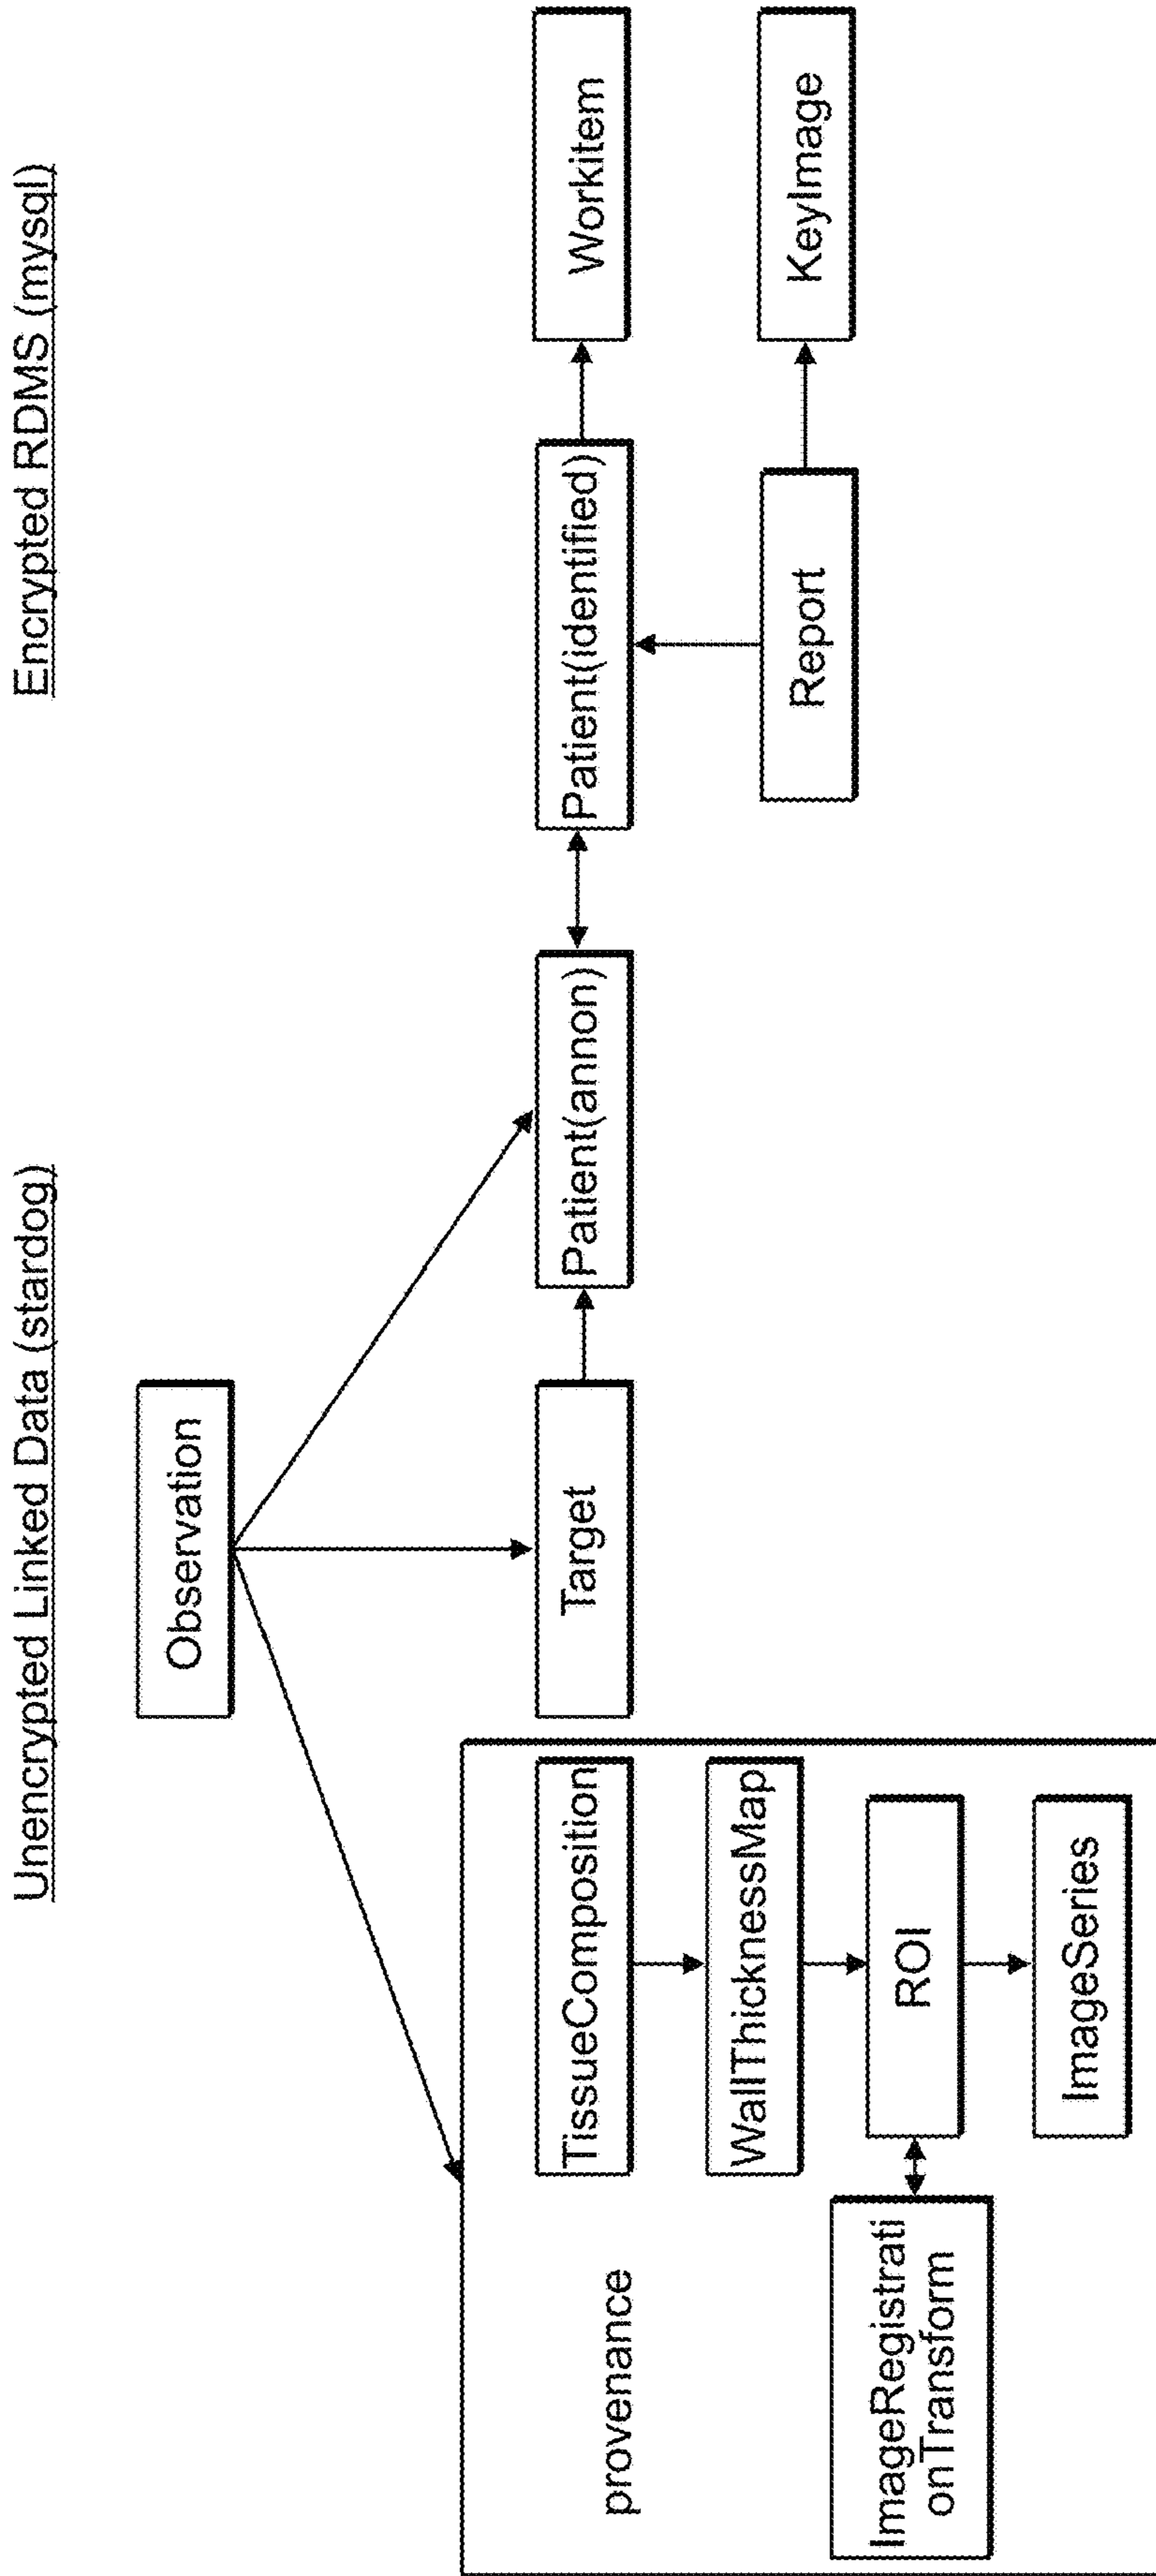 Unencrypted Linked Data (stardog)
Encrypted RDMS (mysql)
Observation
provenance
TissueComposition
Target
Patient(annon)
Patient(identified)
Workitem
WallThicknessMap
Report
KeyImage
ImageRegistrati
onTransform
ROI
ImageSeries